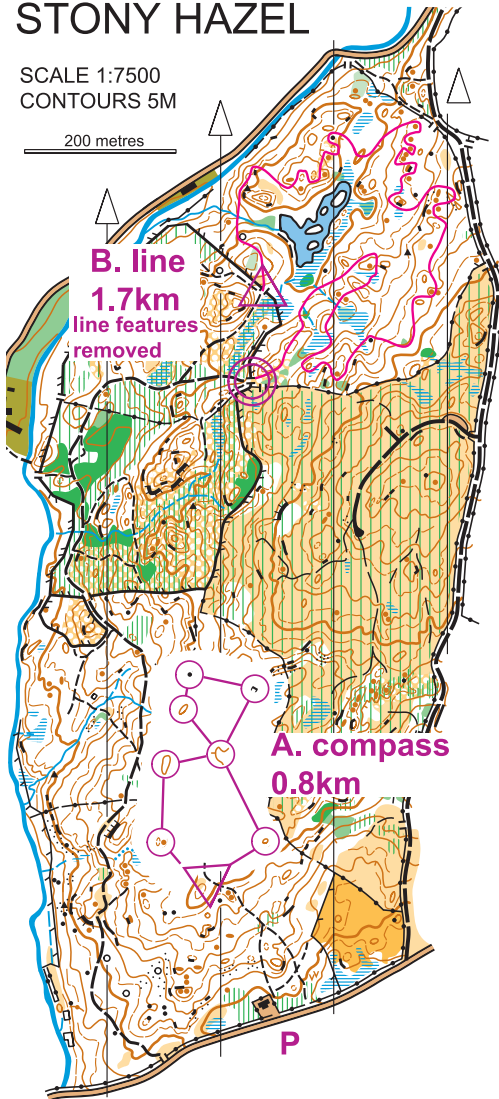 STONY HAZEL
SCALE 1:7500
CONTOURS 5M
200 metres
B. line
1.7km
line features
removed
A. compass
0.8km
P